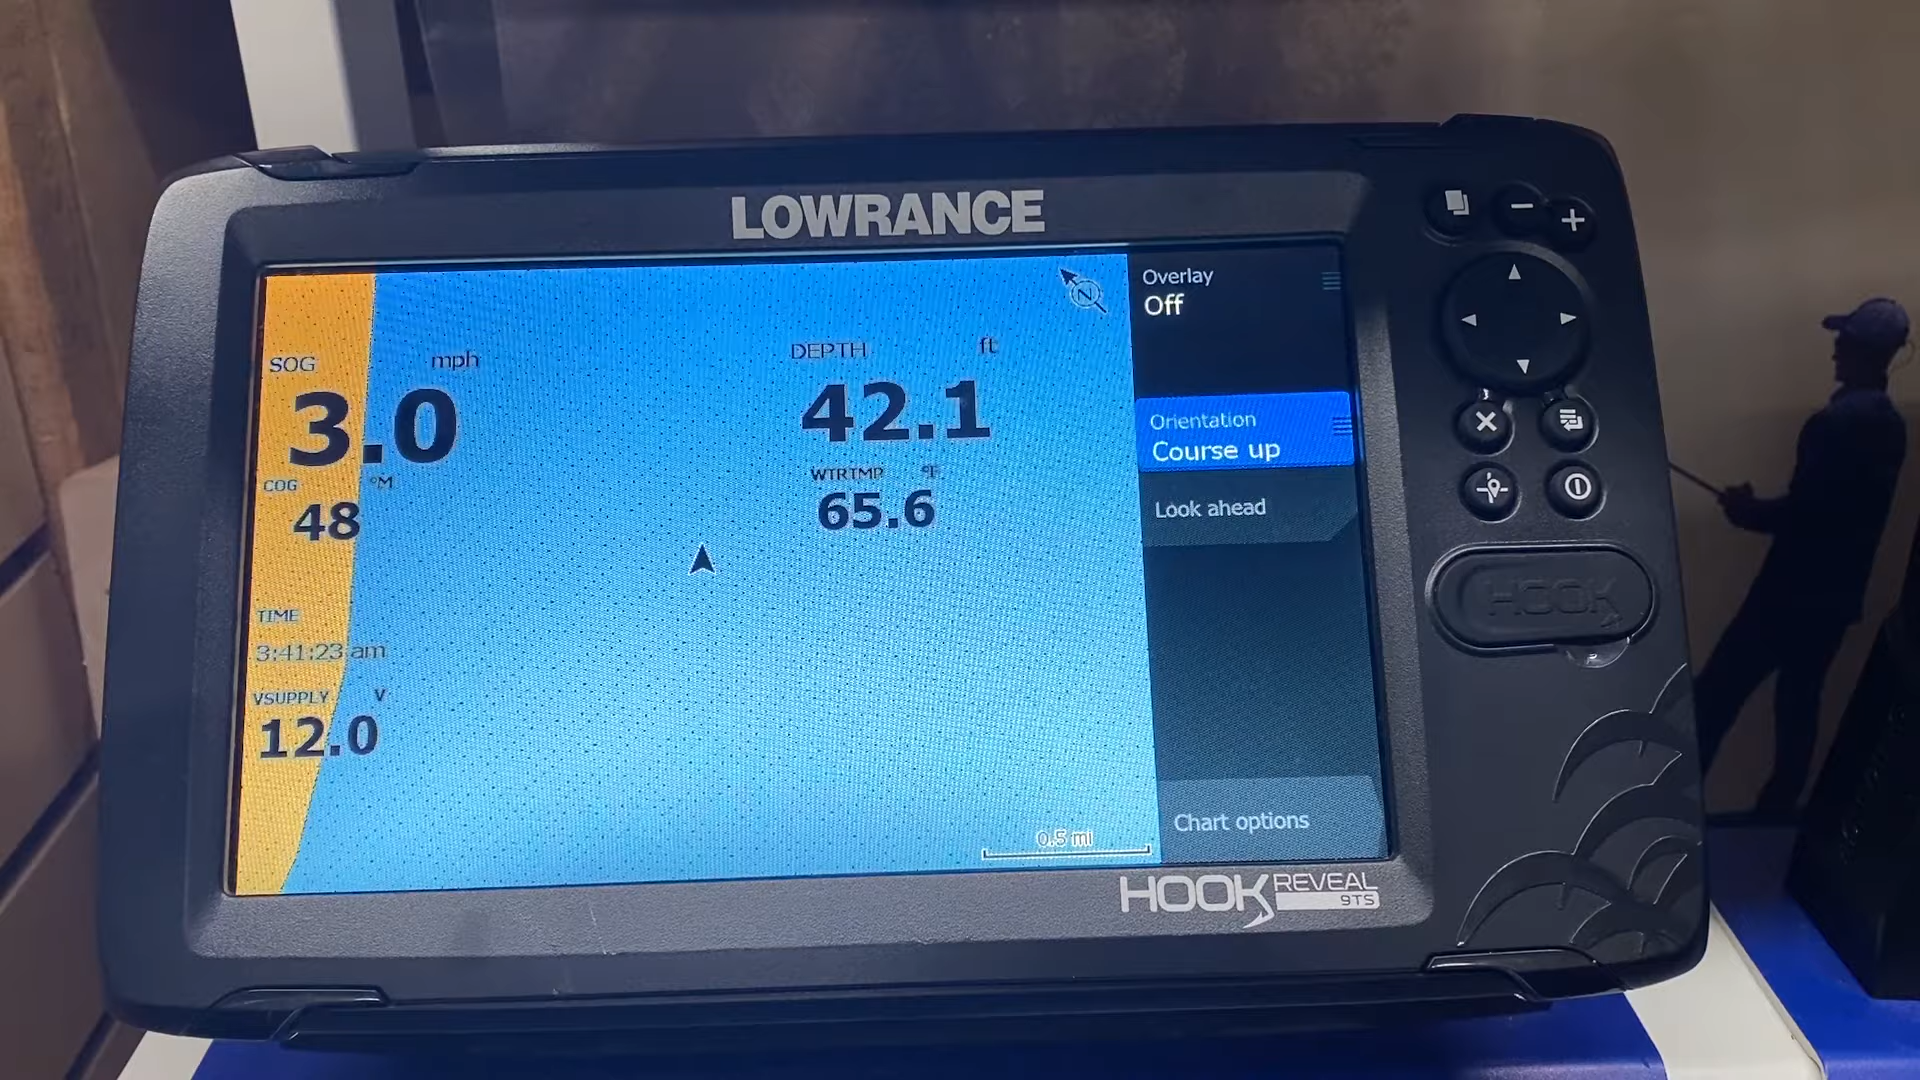 LOWRANCE
N
Overlay
Off
SOG mph
3.0
DEPTH ft
42.1
Orientation
Course up
COG °M
48
WTRTMP °F
65.6
Look ahead
TIME
3:41:23 am
VSUPPLY V
12.0
Chart options
0.5 mi
HOOK REVEAL
9TS
HOOK